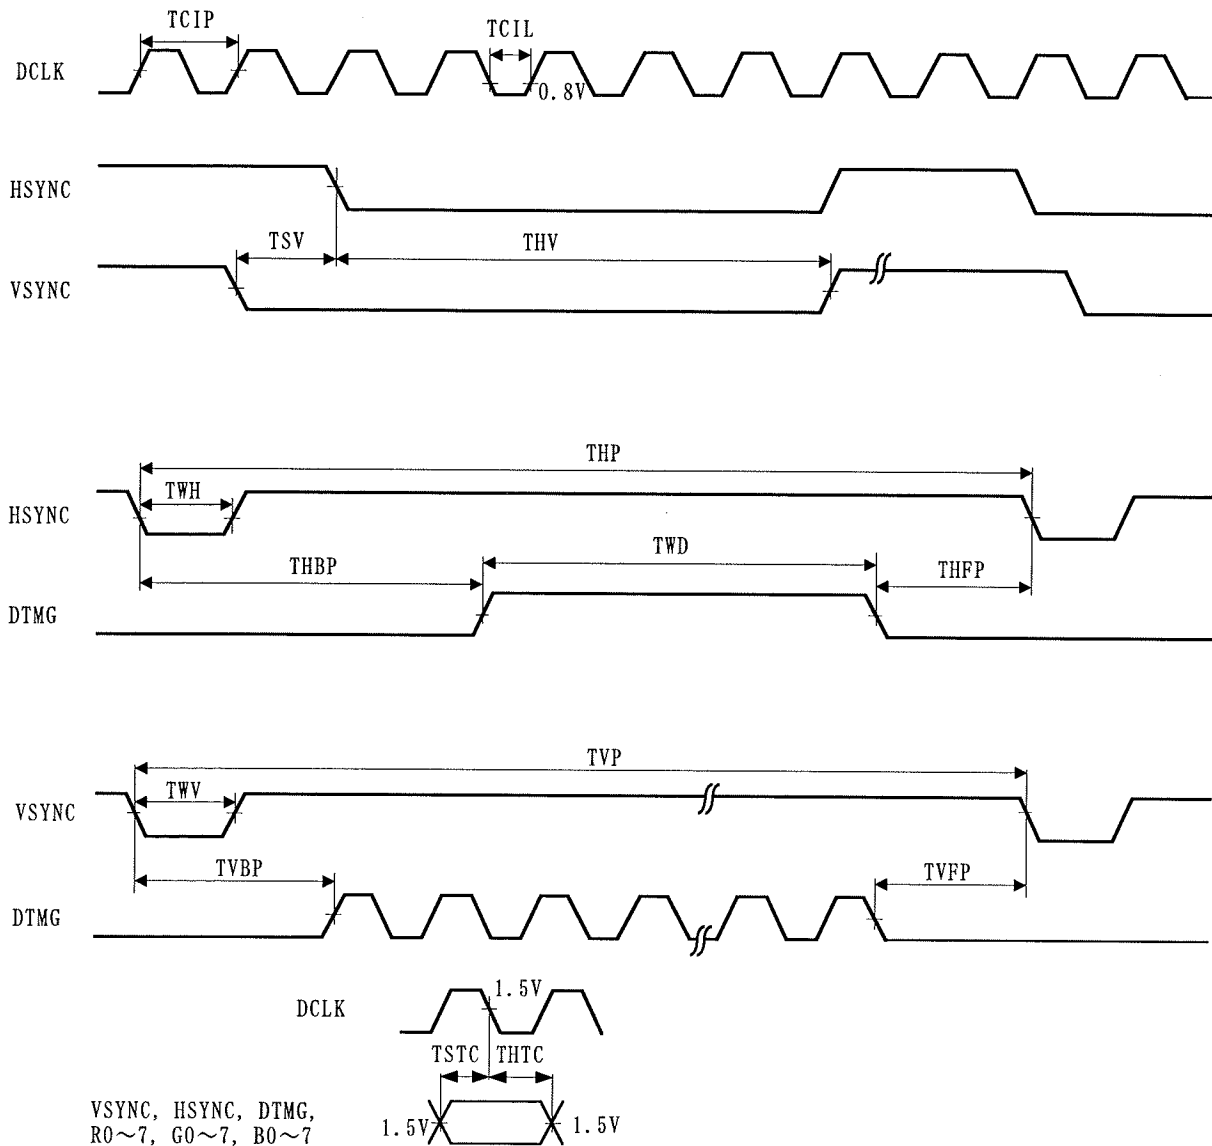 TCIP
TCIL
DCLK
0.8V
HSYNC
TSV
THV
VSYNC
THP
TWH
HSYNC
THBP
TWD
THFP
DTMG
TVP
TWV
VSYNC
TVBP
TVFP
DTMG
1.5V
DCLK
TSTC THTC
VSYNC, HSYNC, DTMG,
R0～7, G0～7, B0～7
1.5V
1.5V